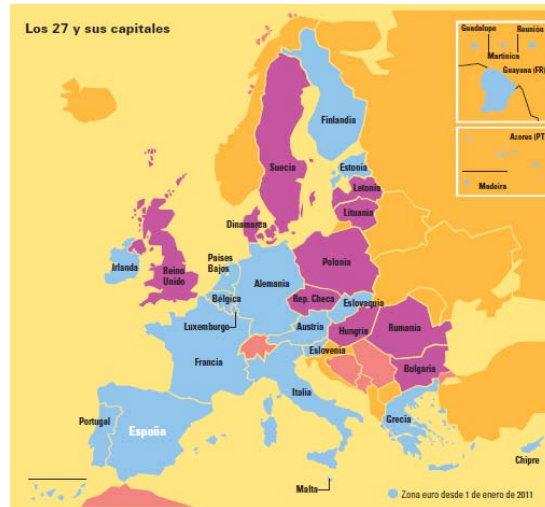 Los 27 y sus capitales
Guadalupe
Reunión
Martinica
Guayana (FR)
Azores (PT
Madeira
Finlandia
Suecia
Estonia
Letonia
Lituania
Dinamarca
Irlanda
Reino
Unido
Países
Bajos
Polonia
Alemania
Bélgica
Rep. Checa
Eslovaquia
Luxemburgo
Austria
Hungría
Rumania
Francia
Eslovenia
Bulgaria
Italia
Portugal
España
Grecia
Chipre
Malta
Zona euro desde 1 de enero de 2011